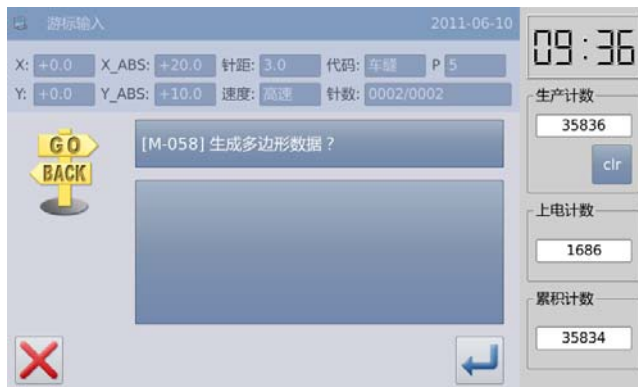 游标输入 2011-06-10
X: +0.0 X_ABS: +20.0 针距: 3.0 代码: 车缝 P 5
Y: +0.0 Y_ABS: +10.0 速度: 高速 针数: 0002/0002
GO
BACK
[M-058] 生成多边形数据？
09:36
生产计数
35836
clr
上电计数
1686
累积计数
35834